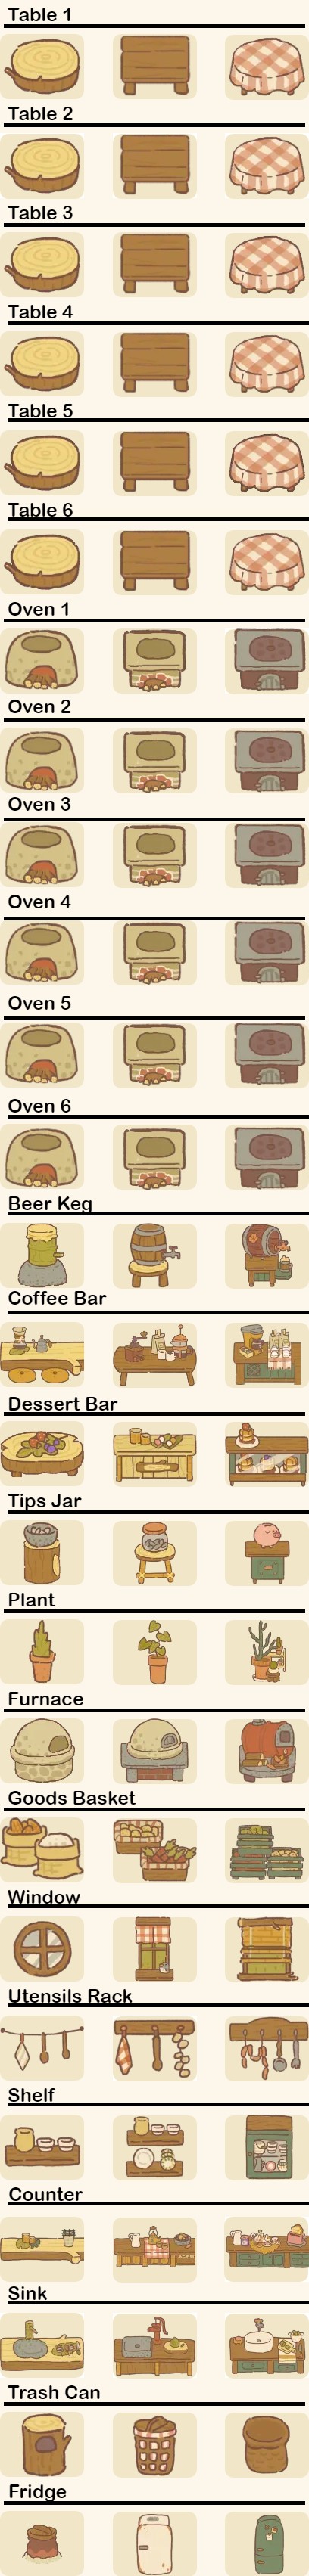 Table 1
Table 2
Table 3
Table 4
Table 5
Table 6
Oven 1
Oven 2
Oven 3
Oven 4
Oven 5
Oven 6
Beer Keg
Coffee Bar
Dessert Bar
Tips Jar
Plant
Furnace
Goods Basket
Window
Utensils Rack
Shelf
Counter
Sink
Trash Can
Fridge